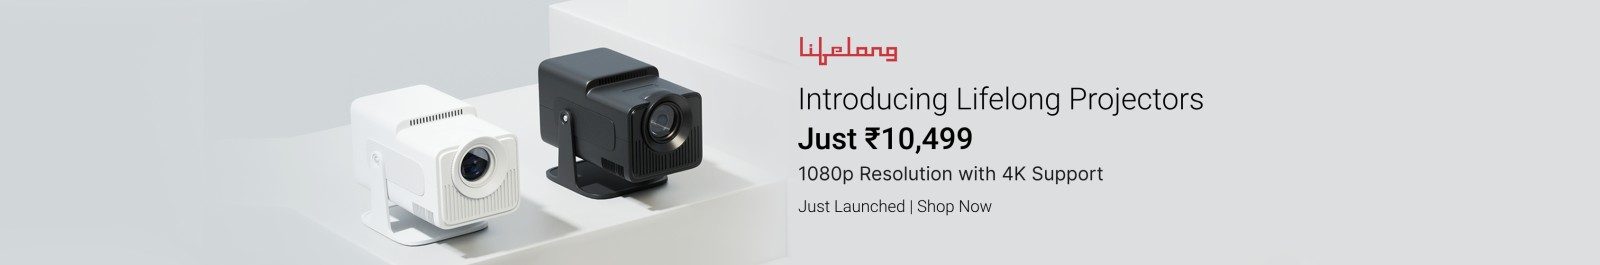 lifelong
Introducing Lifelong Projectors
Just ₹10,499
1080p Resolution with 4K Support
Just Launched | Shop Now